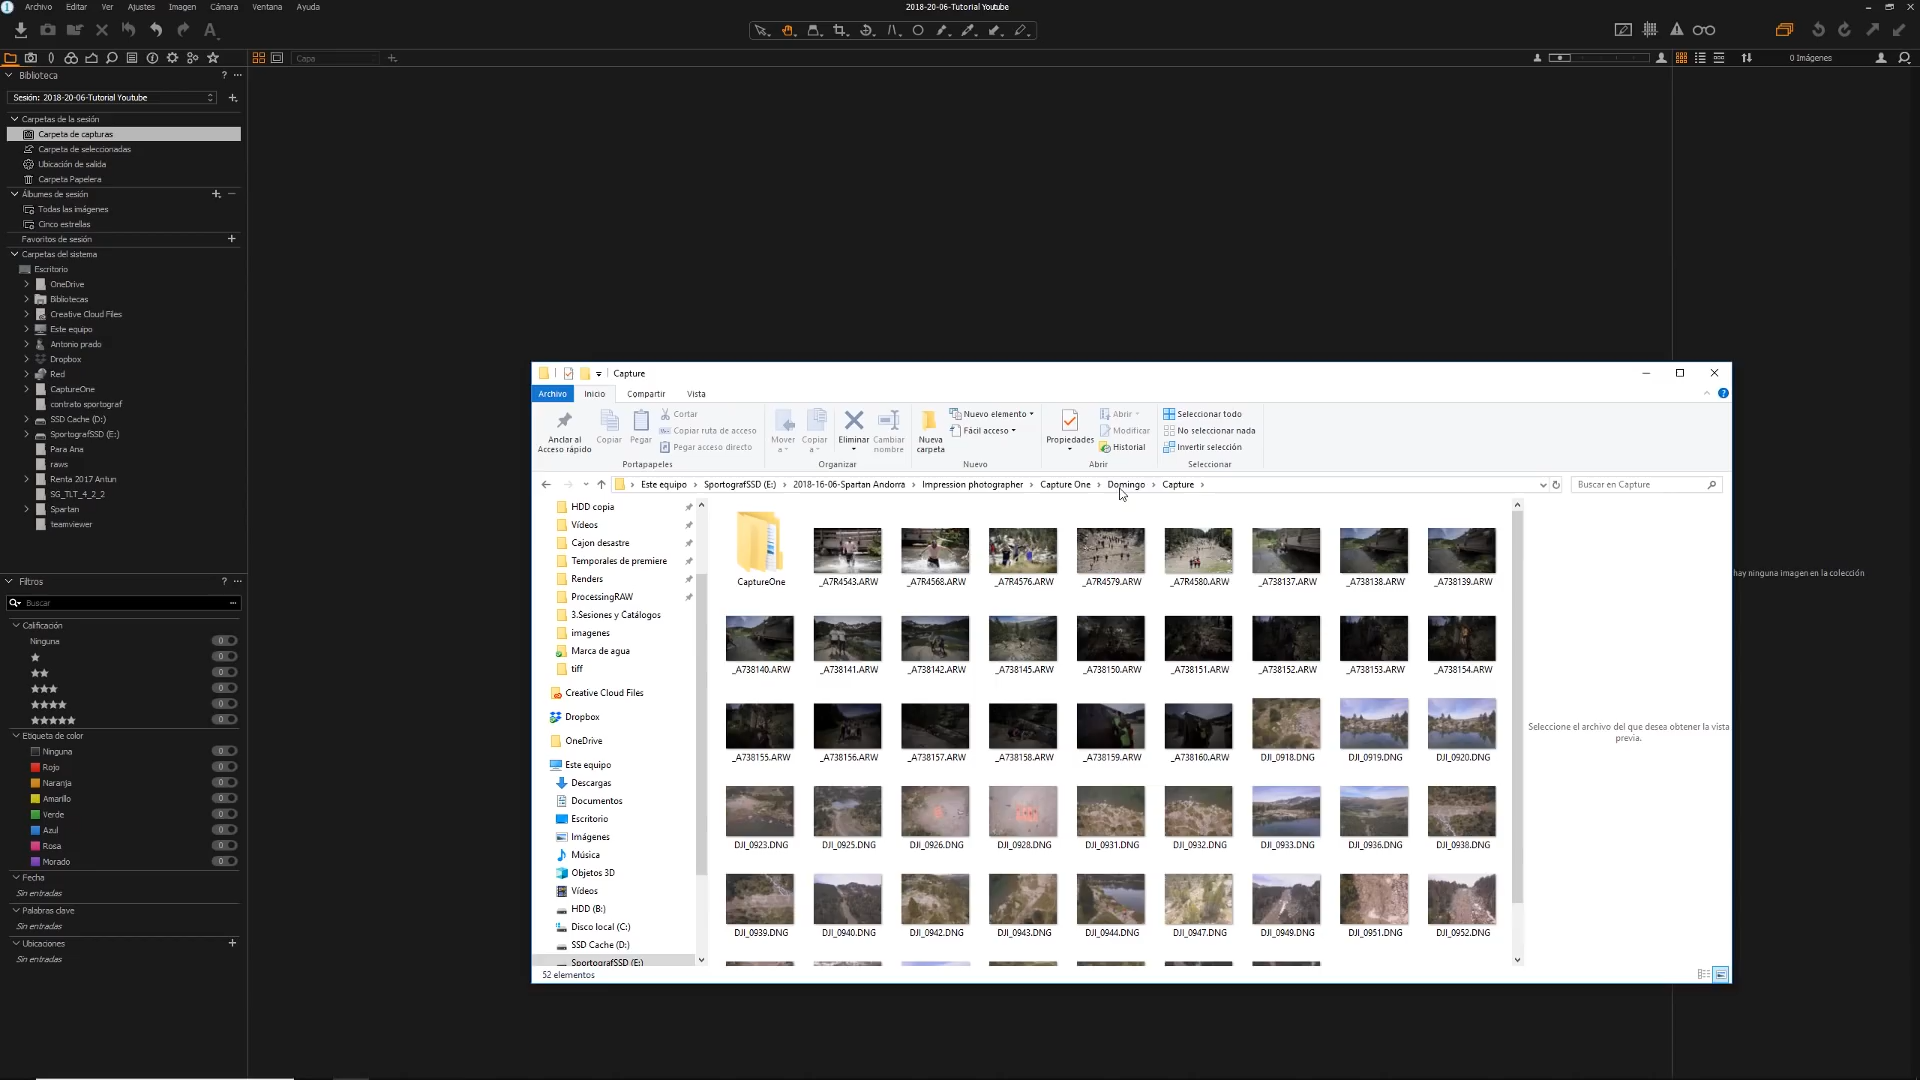 Archivo Editar Ver Ajustes Imagen Cámara Ventana Ayuda
2018-20-06-Tutorial Youtube
Capa
0 Imágenes
Biblioteca
Sesión: 2018-20-06-Tutorial Youtube
Carpetas de la sesión
Carpeta de capturas
Carpeta de seleccionadas
Ubicación de salida
Carpeta Papelera
Álbumes de sesión
Todas las imágenes
Cinco estrellas
Favoritos de sesión
Carpetas del sistema
Escritorio
OneDrive
Bibliotecas
Creative Cloud Files
Este equipo
Antonio prado
Dropbox
Red
CaptureOne
contrato sportograf
SSD Cache (D:)
SportografSSD (E:)
Para Ana
raws
Renta 2017 Antun
SG_TLT_4_2_2
Spartan
teamviewer
Filtros
Buscar
Calificación
Ninguna 0
0
0
0
0
0
Etiqueta de color
Ninguna 0
Rojo 0
Naranja 0
Amarillo 0
Verde 0
Azul 0
Rosa 0
Morado 0
Fecha
Sin entradas
Palabras clave
Sin entradas
Ubicaciones
Sin entradas
hay ninguna imagen en la colección
Capture
Archivo Inicio Compartir Vista
Anclar al
Acceso rápido
Copiar
Pegar
Cortar
Copiar ruta de acceso
Pegar acceso directo
Portapapeles
Mover
a
Copiar
a
Eliminar
Cambiar
nombre
Organizar
Nueva
carpeta
Nuevo elemento
Fácil acceso
Nuevo
Propiedades
Abrir
Modificar
Historial
Abrir
Seleccionar todo
No seleccionar nada
Invertir selección
Seleccionar
Este equipo > SportografSSD (E:) > 2018-16-06-Spartan Andorra > Impression photographer > Capture One > Domingo > Capture >
Buscar en Capture
HDD copia
Vídeos
Cajon desastre
Temporales de premiere
Renders
ProcessingRAW
3.Sesiones y Catálogos
imagenes
Marca de agua
tiff
Creative Cloud Files
Dropbox
OneDrive
Este equipo
Descargas
Documentos
Escritorio
Imágenes
Música
Objetos 3D
Vídeos
HDD (B:)
Disco local (C:)
SSD Cache (D:)
SportografSSD (E:)
CaptureOne _A7R4543.ARW _A7R4568.ARW _A7R4576.ARW _A7R4579.ARW _A7R4580.ARW _A738137.ARW _A738138.ARW _A738139.ARW
_A738140.ARW _A738141.ARW _A738142.ARW _A738145.ARW _A738150.ARW _A738151.ARW _A738152.ARW _A738153.ARW _A738154.ARW
_A738155.ARW _A738156.ARW _A738157.ARW _A738158.ARW _A738159.ARW _A738160.ARW DJI_0918.DNG DJI_0919.DNG DJI_0920.DNG
DJI_0923.DNG DJI_0925.DNG DJI_0926.DNG DJI_0928.DNG DJI_0931.DNG DJI_0932.DNG DJI_0933.DNG DJI_0936.DNG DJI_0938.DNG
DJI_0939.DNG DJI_0940.DNG DJI_0942.DNG DJI_0943.DNG DJI_0944.DNG DJI_0947.DNG DJI_0949.DNG DJI_0951.DNG DJI_0952.DNG
Seleccione el archivo del que desea obtener la vista
previa.
52 elementos